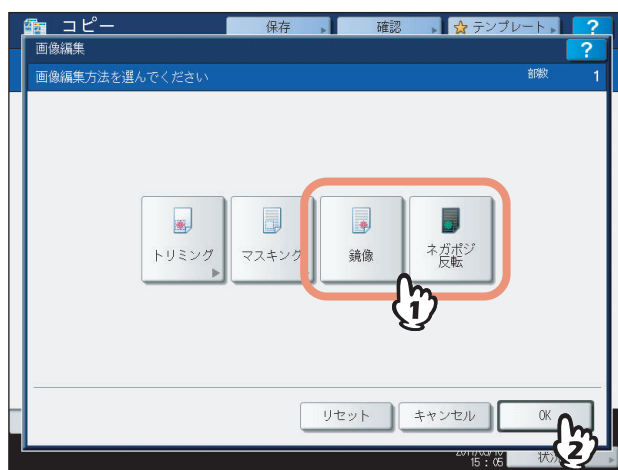 コピー 保存 確認 テンプレート ?
画像編集 ?
画像編集方法を選んでください 部数 1
トリミング マスキング 鏡像 ネガポジ
反転
1
リセット キャンセル OK
2
15：05